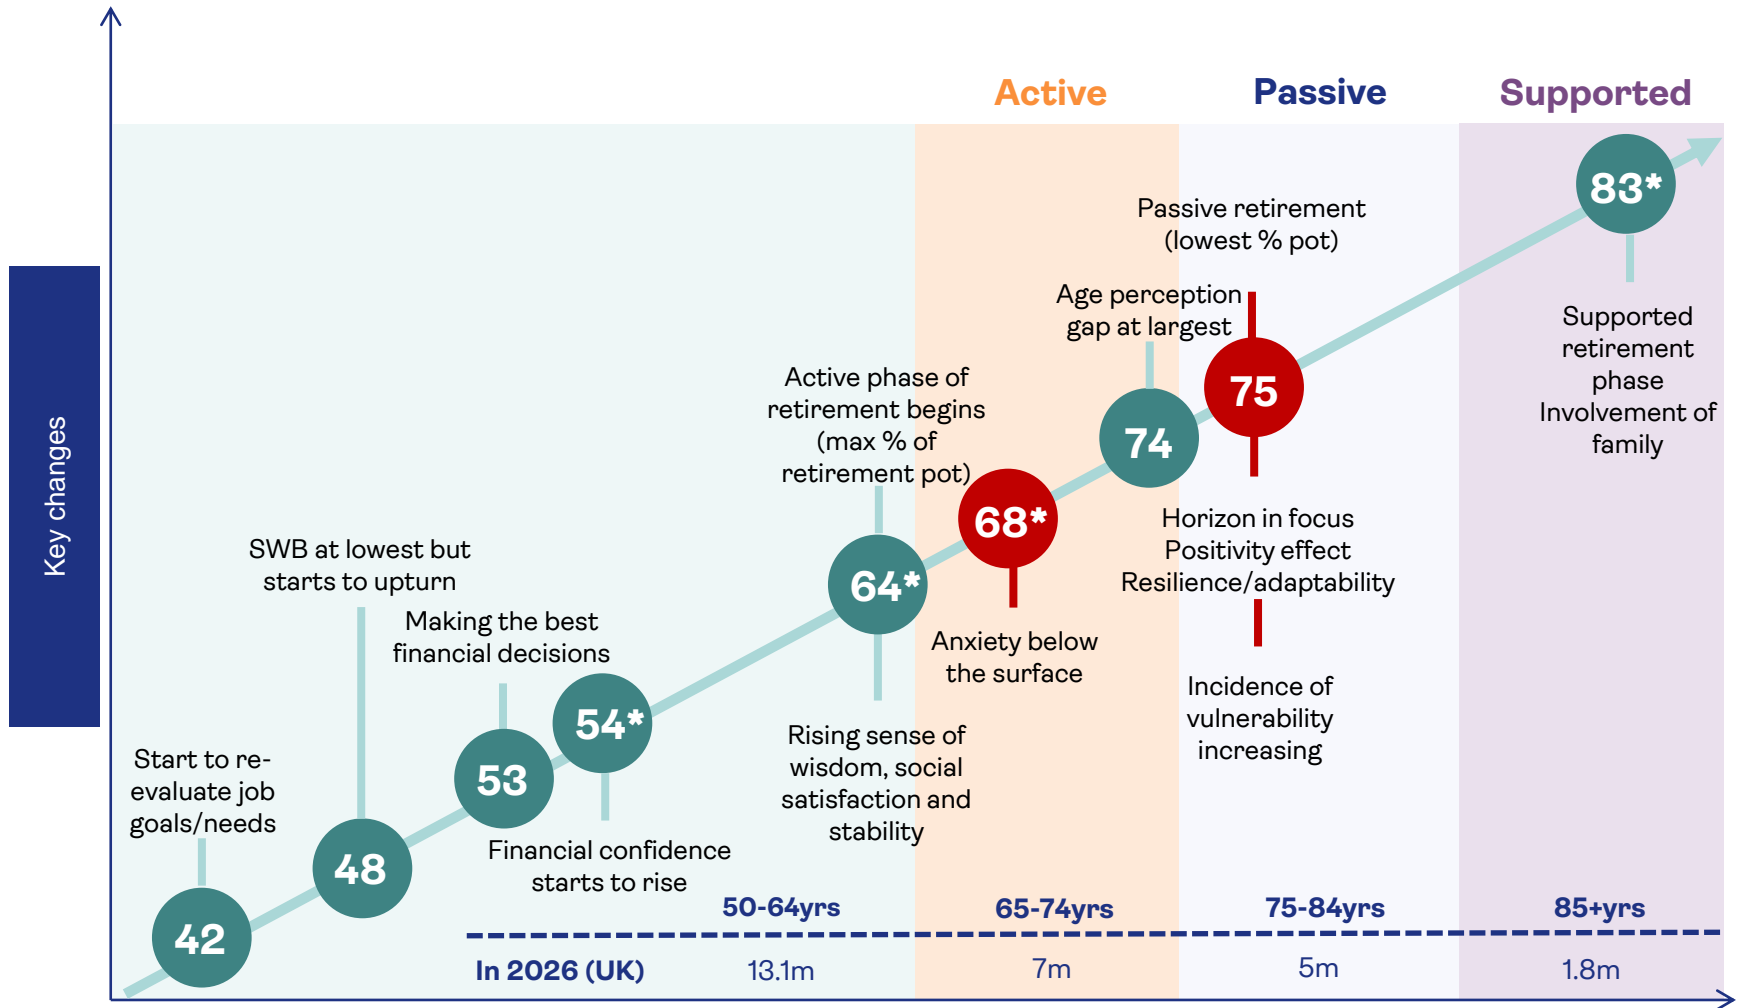 Active
Passive
Supported
Key changes
42
Start to re-
evaluate job
goals/needs
48
SWB at lowest but
starts to upturn
53
Making the best
financial decisions
54*
Financial confidence
starts to rise
64*
Active phase of
retirement begins
(max % of
retirement pot)
Rising sense of
wisdom, social
satisfaction and
stability
68*
Anxiety below
the surface
74
Age perception
gap at largest
75
Passive retirement
(lowest % pot)
Horizon in focus
Positivity effect
Resilience/adaptability
Incidence of
vulnerability
increasing
83*
Supported
retirement
phase
Involvement of
family
50-64yrs
65-74yrs
75-84yrs
85+yrs
In 2026 (UK)
13.1m
7m
5m
1.8m